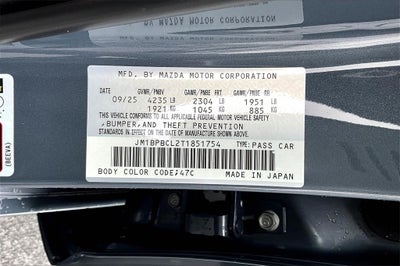 MFD. BY MAZDA MOTOR CORPORATION
DATE GVWR/PNBV GAWR/PNBE FR GAWR/PNBE RR
09/25 4235 LB 2304 LB 1951 LB
1921 KG 1045 KG 885 KG
THIS VEHICLE CONFORMS TO ALL APPLICABLE FEDERAL MOTOR VEHICLE SAFETY
,BUMPER,AND THEFT PREVENTION
STANDARDS IN EFFECT ON THE DATE OF MANUFACTURE SHOWN ABOVE.
JM1BPBCL2T1851754 TYPE:PASS CAR
BODY COLOR CODE:47C MADE IN JAPAN
(BEEVA)